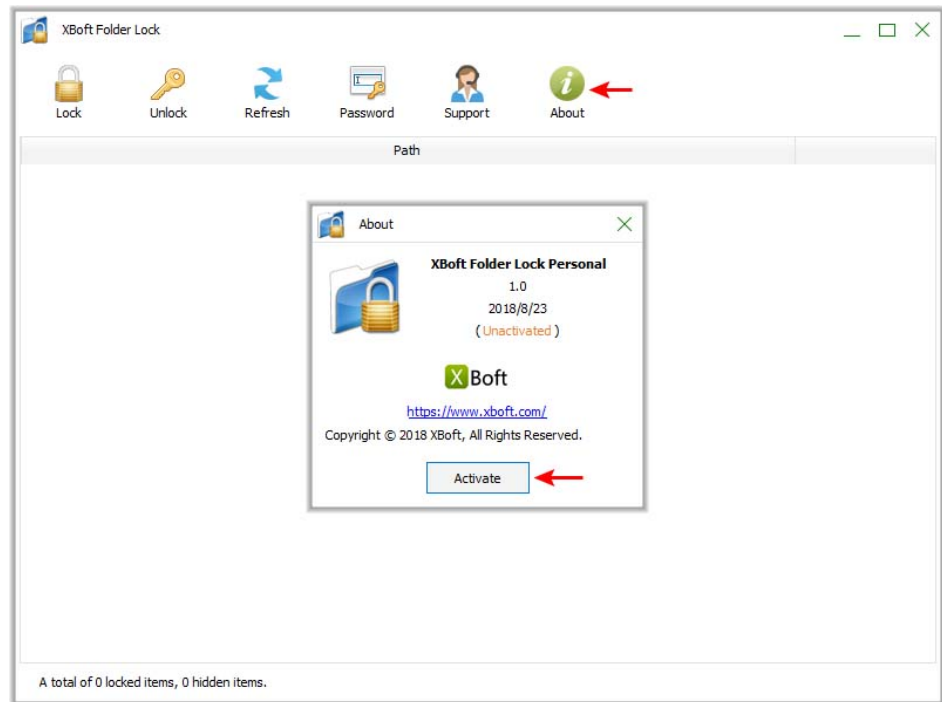 XBoft Folder Lock
Lock Unlock Refresh Password Support About
Path
About
XBoft Folder Lock Personal
1.0
2018/8/23
( Unactivated )
X Boft
https://www.xboft.com/
Copyright © 2018 XBoft, All Rights Reserved.
Activate
A total of 0 locked items, 0 hidden items.